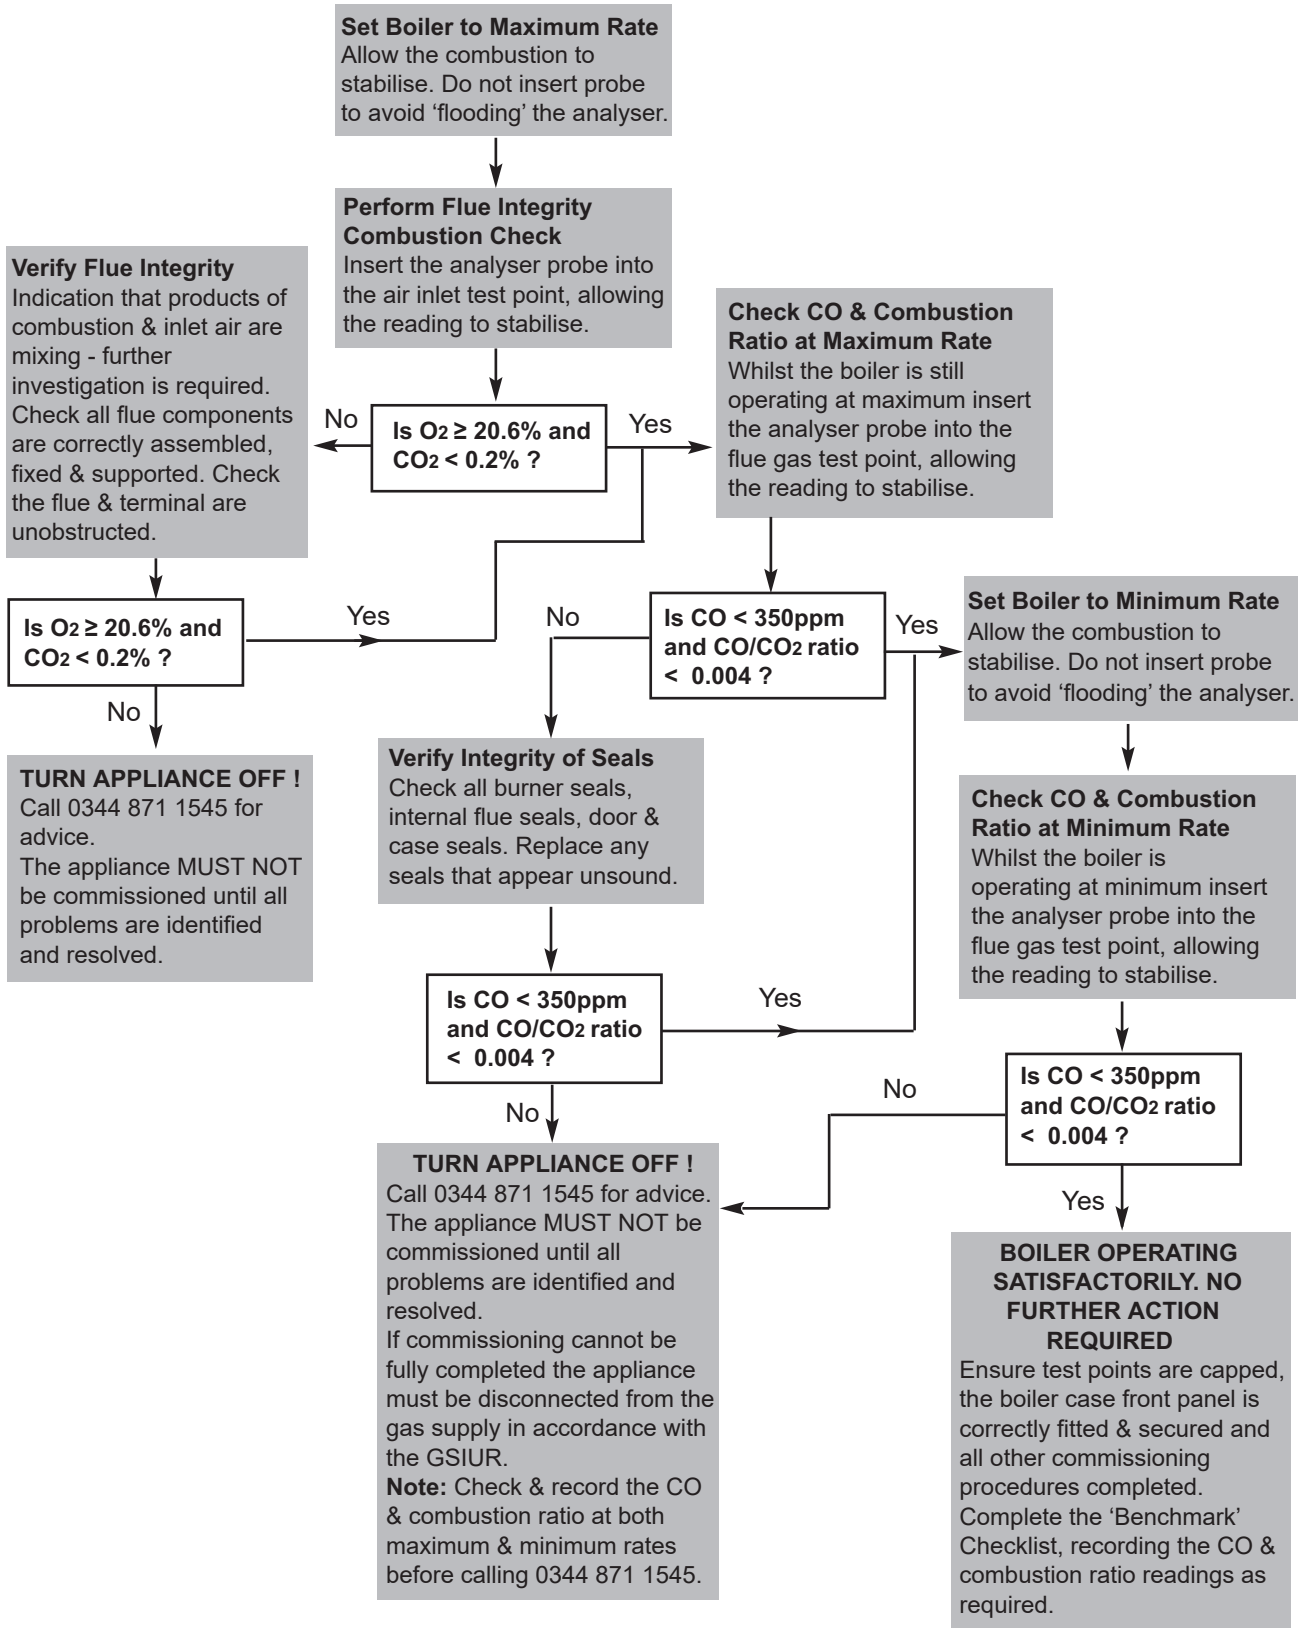 Set Boiler to Maximum Rate
Allow the combustion to
stabilise. Do not insert probe
to avoid ‘flooding’ the analyser.
Perform Flue Integrity
Combustion Check
Insert the analyser probe into
the air inlet test point, allowing
the reading to stabilise.
Is O2 ≥ 20.6% and
CO2 < 0.2% ?
No
Yes
Verify Flue Integrity
Indication that products of
combustion & inlet air are
mixing - further
investigation is required.
Check all flue components
are correctly assembled,
fixed & supported. Check
the flue & terminal are
unobstructed.
Is O2 ≥ 20.6% and
CO2 < 0.2% ?
Yes
No
TURN APPLIANCE OFF !
Call 0344 871 1545 for
advice.
The appliance MUST NOT
be commissioned until all
problems are identified
and resolved.
Check CO & Combustion
Ratio at Maximum Rate
Whilst the boiler is still
operating at maximum insert
the analyser probe into the
flue gas test point, allowing
the reading to stabilise.
Is CO < 350ppm
and CO/CO2 ratio
< 0.004 ?
No
Yes
Verify Integrity of Seals
Check all burner seals,
internal flue seals, door &
case seals. Replace any
seals that appear unsound.
Is CO < 350ppm
and CO/CO2 ratio
< 0.004 ?
Yes
No
TURN APPLIANCE OFF !
Call 0344 871 1545 for advice.
The appliance MUST NOT be
commissioned until all
problems are identified and
resolved.
If commissioning cannot be
fully completed the appliance
must be disconnected from the
gas supply in accordance with
the GSIUR.
Note: Check & record the CO
& combustion ratio at both
maximum & minimum rates
before calling 0344 871 1545.
Set Boiler to Minimum Rate
Allow the combustion to
stabilise. Do not insert probe
to avoid ‘flooding’ the analyser.
Check CO & Combustion
Ratio at Minimum Rate
Whilst the boiler is
operating at minimum insert
the analyser probe into the
flue gas test point, allowing
the reading to stabilise.
Is CO < 350ppm
and CO/CO2 ratio
< 0.004 ?
No
Yes
BOILER OPERATING
SATISFACTORILY. NO
FURTHER ACTION
REQUIRED
Ensure test points are capped,
the boiler case front panel is
correctly fitted & secured and
all other commissioning
procedures completed.
Complete the ‘Benchmark’
Checklist, recording the CO &
combustion ratio readings as
required.